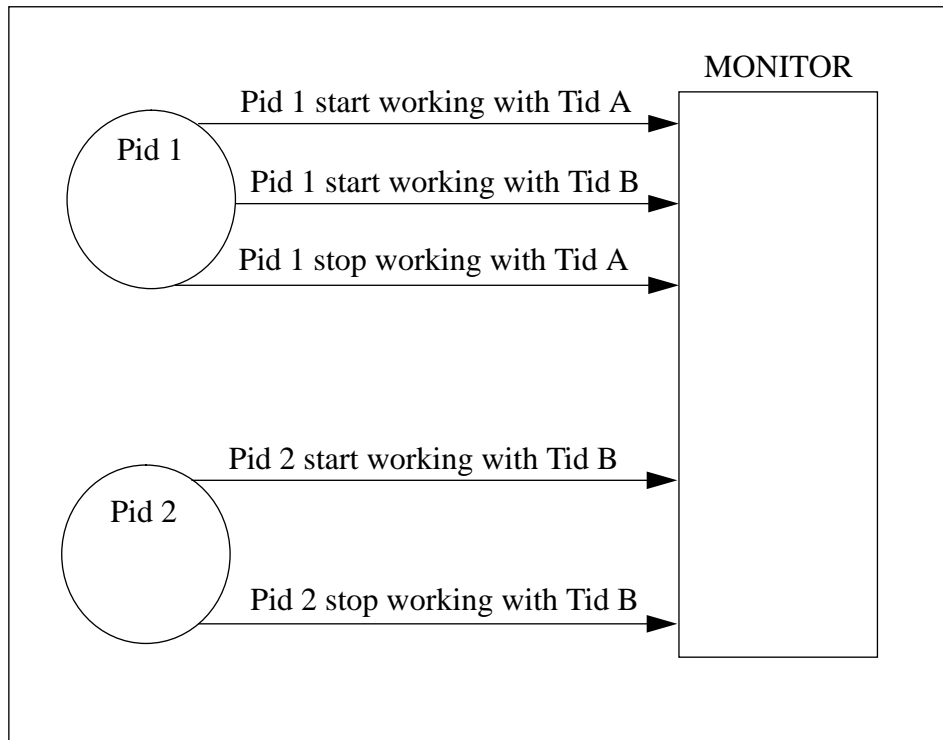 MONITOR
Pid 1 start working with Tid A
Pid 1
Pid 1 start working with Tid B
Pid 1 stop working with Tid A
Pid 2 start working with Tid B
Pid 2
Pid 2 stop working with Tid B